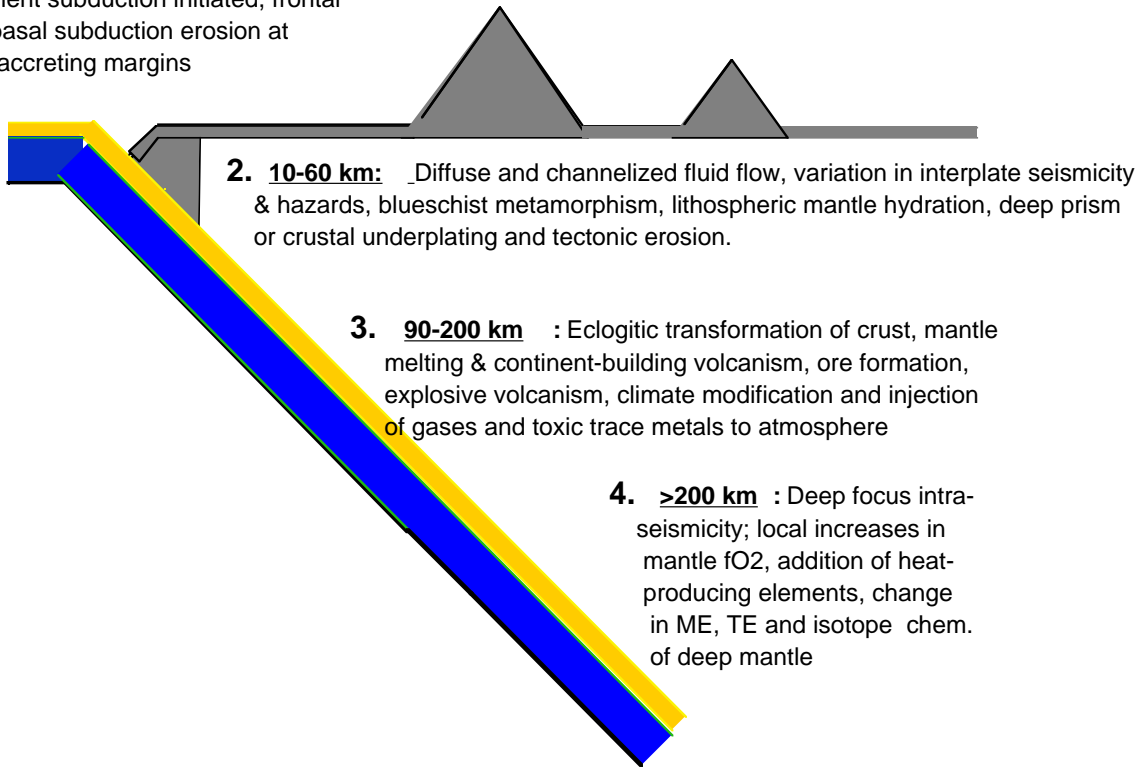 subduction initiated, frontal
basal subduction erosion at
accreting margins
2. 10-60 km: _Diffuse and channelized fluid flow, variation in interplate seismicity
& hazards, blueschist metamorphism, lithospheric mantle hydration, deep prism
or crustal underplating and tectonic erosion.
3. 90-200 km : Eclogitic transformation of crust, mantle
melting & continent-building volcanism, ore formation,
explosive volcanism, climate modification and injection
of gases and toxic trace metals to atmosphere
4. >200 km : Deep focus intra-
seismicity; local increases in
mantle fO2, addition of heat-
producing elements, change
in ME, TE and isotope chem.
of deep mantle